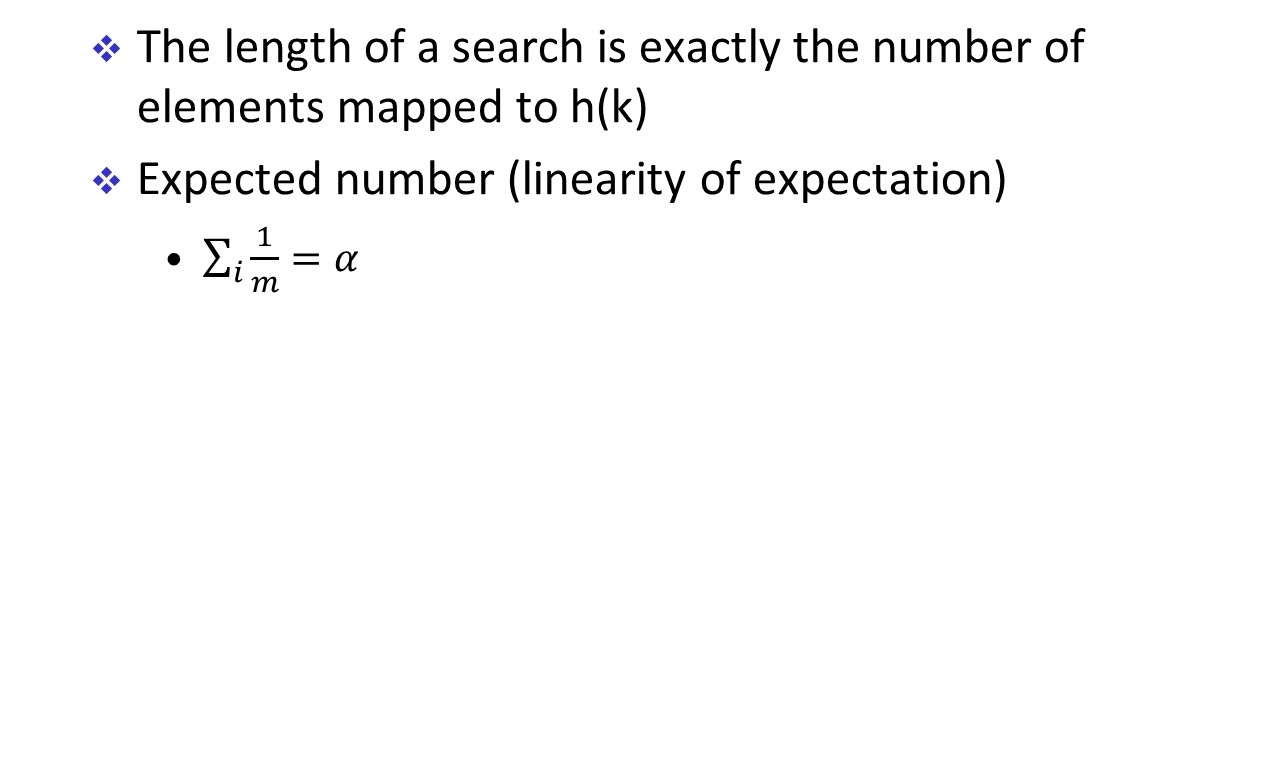 ❖ The length of a search is exactly the number of
elements mapped to h(k)
❖ Expected number (linearity of expectation)
• ∑ᵢ 1/m = α